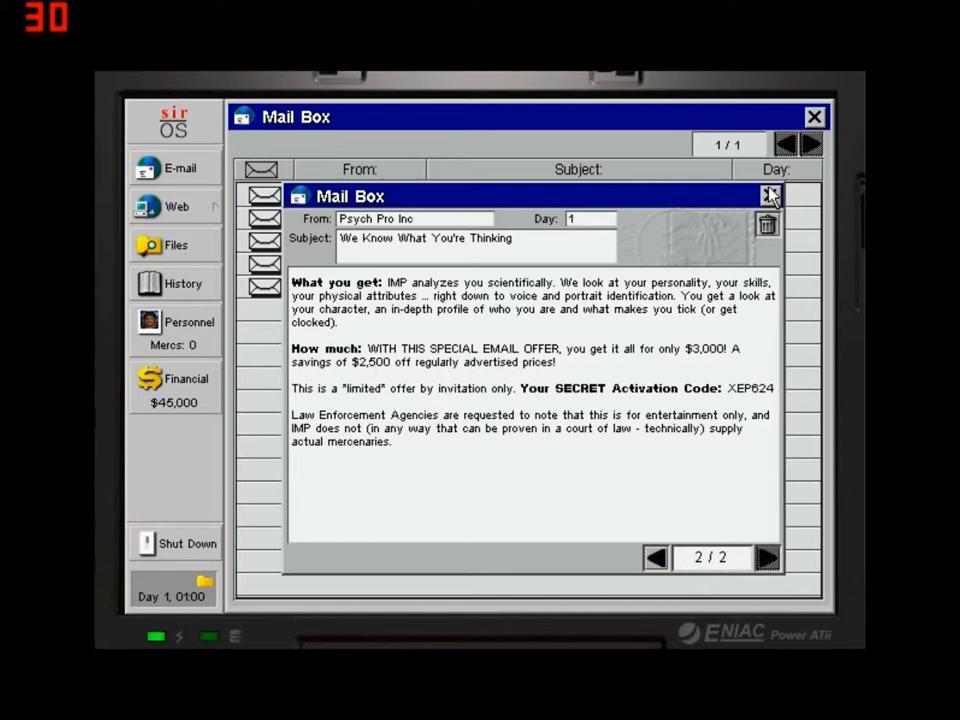 30
sir
OS
Mail Box
1 / 1
E-mail
From:
Subject:
Day:
Mail Box
Web
From: Psych Pro Inc
Day: 1
Subject: We Know What You're Thinking
Files
History
What you get: IMP analyzes you scientifically. We look at your personality, your skills,
your physical attributes ... right down to voice and portrait identification. You get a look at
your character, an in-depth profile of who you are and what makes you tick (or get
clocked).
Personnel
Mercs: 0
How much: WITH THIS SPECIAL EMAIL OFFER, you get it all for only $3,000! A
savings of $2,500 off regularly advertised prices!
Financial
$45,000
This is a *limited* offer by invitation only. Your SECRET Activation Code: XEP624
Law Enforcement Agencies are requested to note that this is for entertainment only, and
IMP does not (in any way that can be proven in a court of law - technically) supply
actual mercenaries.
Shut Down
2 / 2
Day 1, 01:00
ENIAC Power ATii